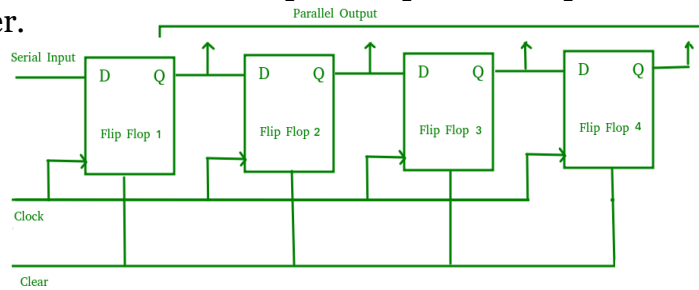 er.
Parallel Output
Serial Input
D Q D Q D Q D Q
Flip Flop 1 Flip Flop 2 Flip Flop 3 Flip Flop 4
Clock
Clear